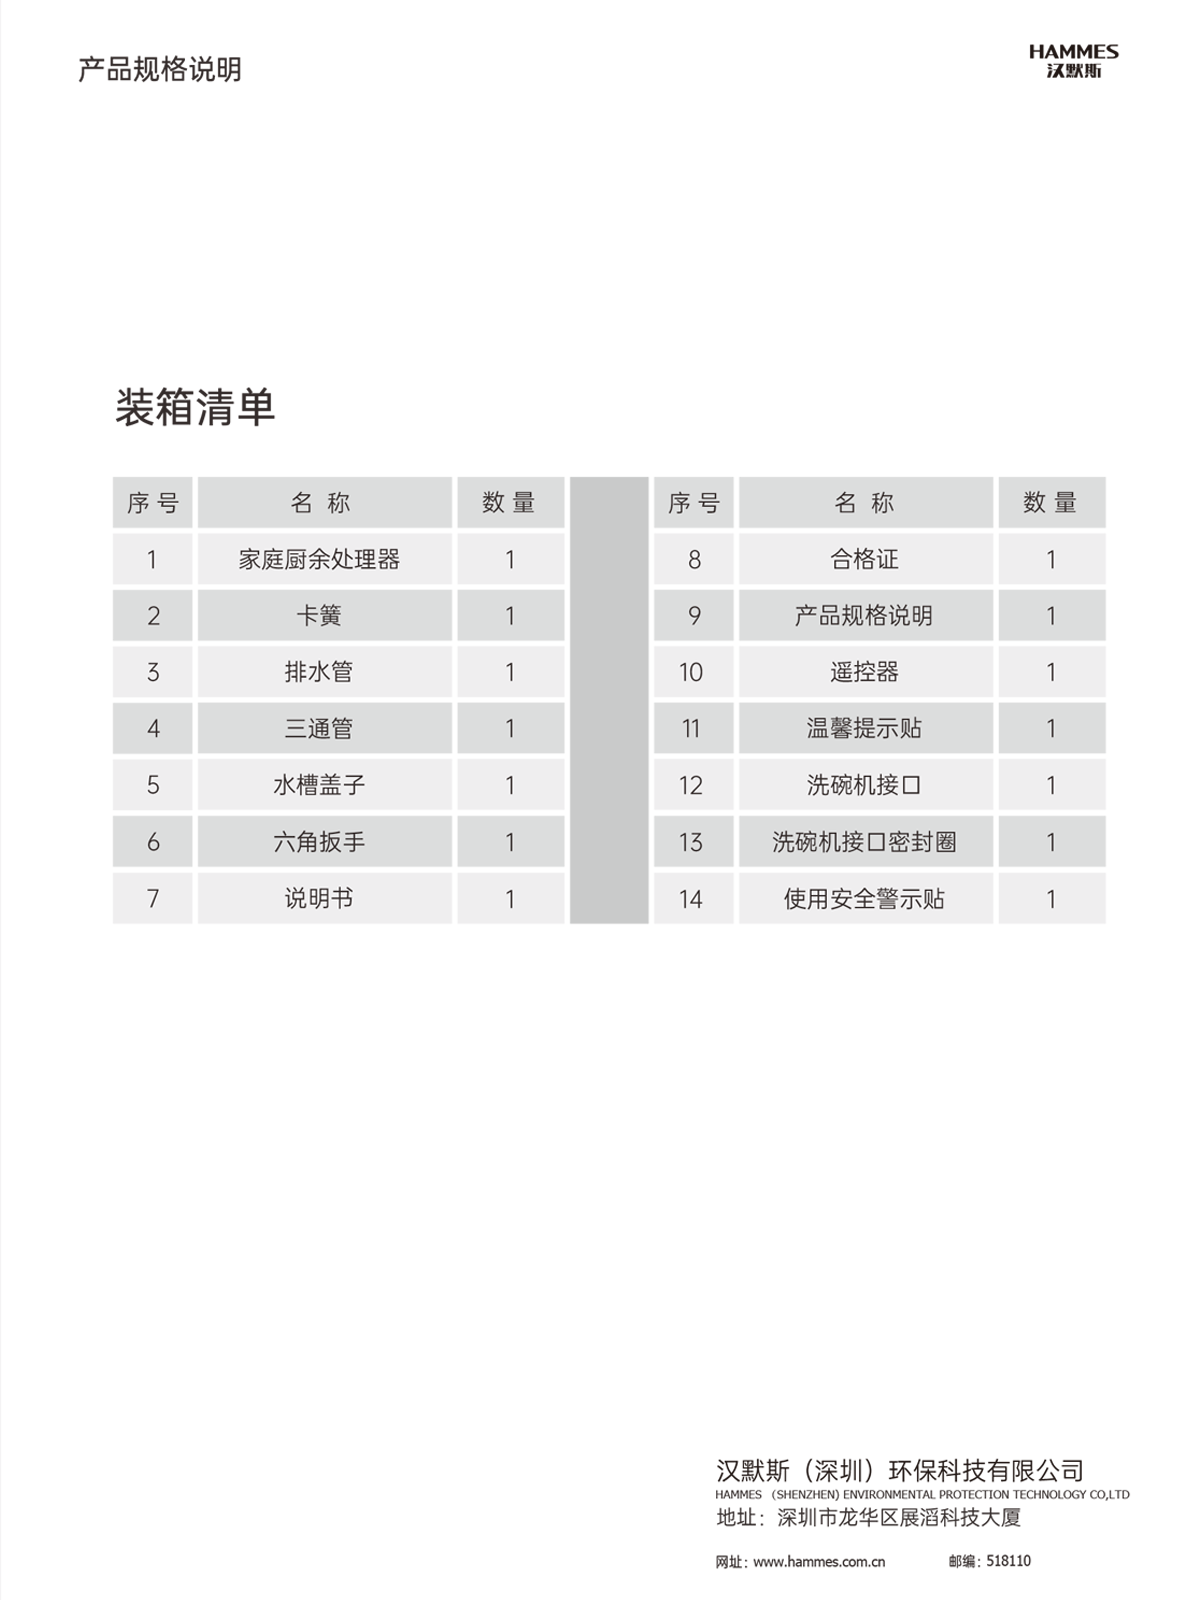 产品规格说明
HAMMES
汉默斯
装箱清单
序号 名称 数量 序号 名称 数量
1 家庭厨余处理器 1 8 合格证 1
2 卡簧 1 9 产品规格说明 1
3 排水管 1 10 遥控器 1
4 三通管 1 11 温馨提示贴 1
5 水槽盖子 1 12 洗碗机接口 1
6 六角扳手 1 13 洗碗机接口密封圈 1
7 说明书 1 14 使用安全警示贴 1
汉默斯（深圳）环保科技有限公司
HAMMES （SHENZHEN) ENVIRONMENTAL PROTECTION TECHNOLOGY CO,LTD
地址：深圳市龙华区展滔科技大厦
网址: www.hammes.com.cn 邮编: 518110